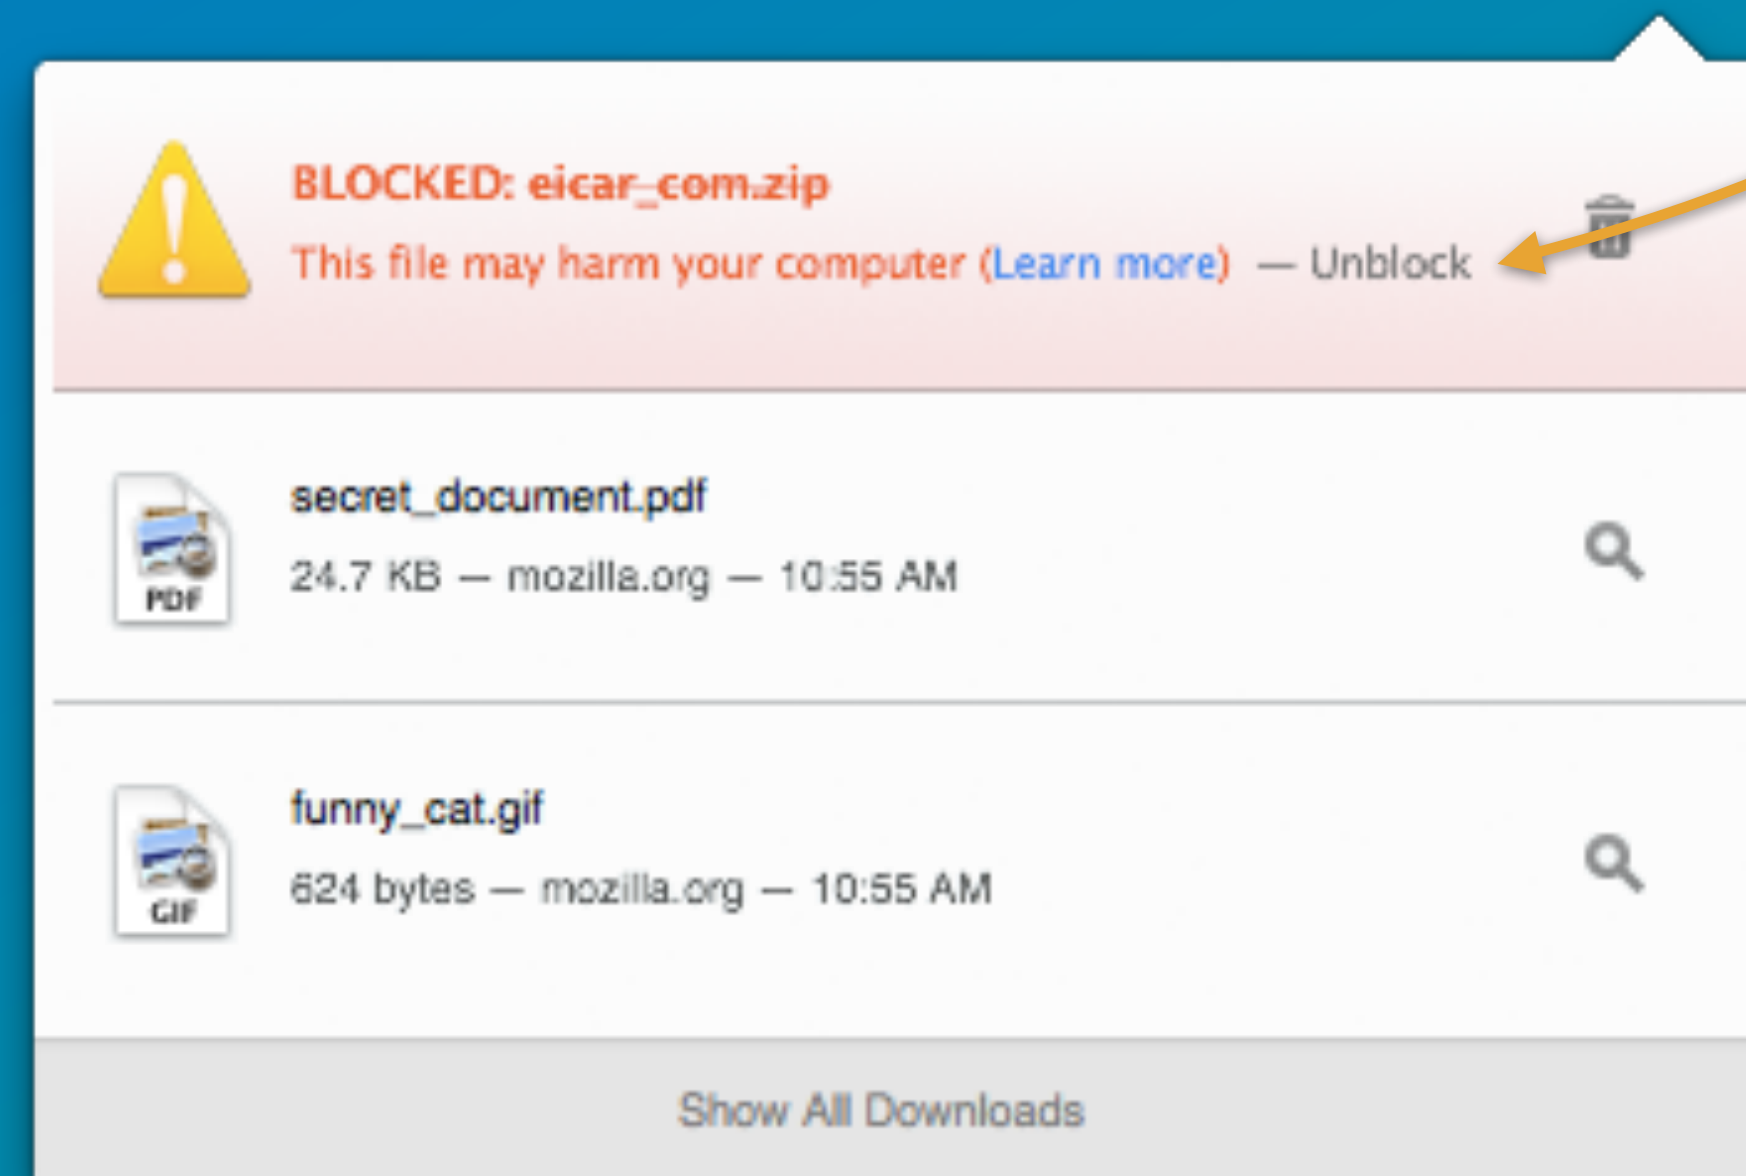 BLOCKED: eicar_com.zip
This file may harm your computer (Learn more) — Unblock
secret_document.pdf
24.7 KB — mozilla.org — 10:55 AM
PDF
funny_cat.gif
624 bytes — mozilla.org — 10:55 AM
GIF
Show All Downloads